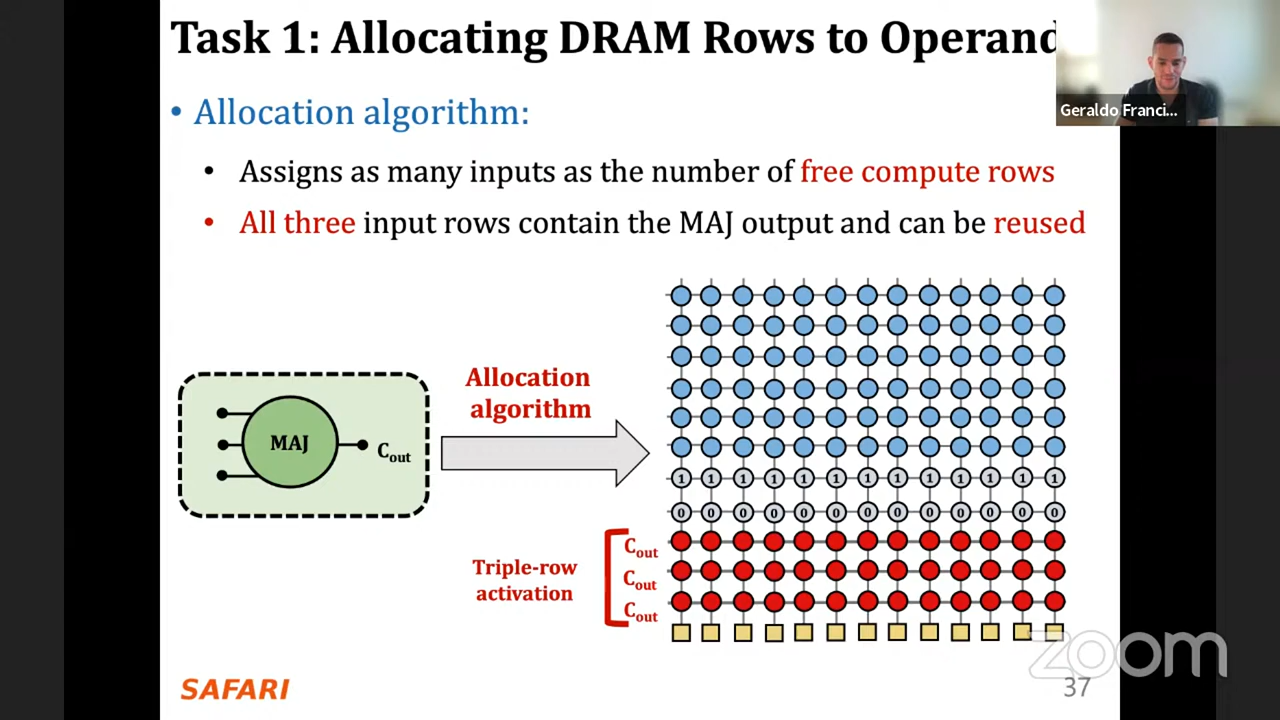 Task 1: Allocating DRAM Rows to Operand
Geraldo Franci...
• Allocation algorithm:
• Assigns as many inputs as the number of free compute rows
• All three input rows contain the MAJ output and can be reused
MAJ
Cout
Allocation
algorithm
1 1 1 1 1 1 1 1 1 1 1 1 1
0 0 0 0 0 0 0 0 0 0 0 0 0
Triple-row
activation
Cout
Cout
Cout
zoom
SAFARI
37